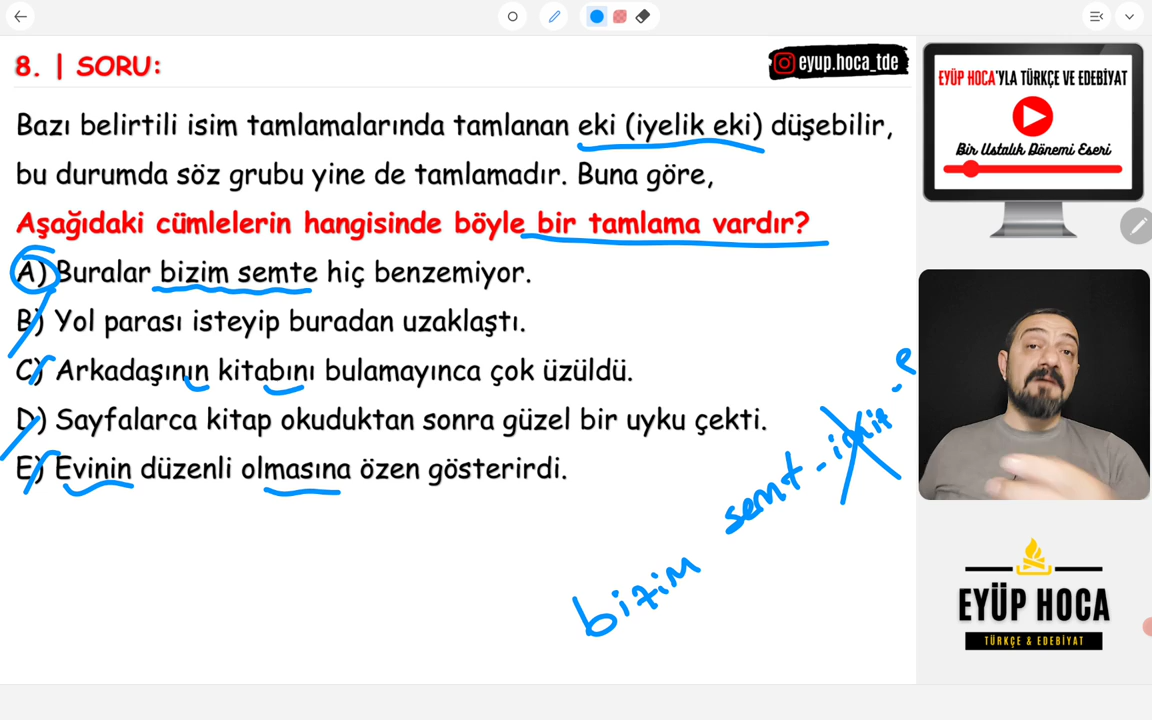 8. | SORU:
eyup.hoca_tde
Bazı belirtili isim tamlamalarında tamlanan eki (iyelik eki) düşebilir,
bu durumda söz grubu yine de tamlamadır. Buna göre,
Aşağıdaki cümlelerin hangisinde böyle bir tamlama vardır?
A) Buralar bizim semte hiç benzemiyor.
B) Yol parası isteyip buradan uzaklaştı.
C) Arkadaşının kitabını bulamayınca çok üzüldü.
D) Sayfalarca kitap okuduktan sonra güzel bir uyku çekti.
E) Evinin düzenli olmasına özen gösterirdi.
bizim semt - - e
EYÜP HOCA'YLA TÜRKÇE VE EDEBİYAT
Bir Ustalık Dönemi Eseri
EYÜP HOCA
TÜRKÇE & EDEBİYAT